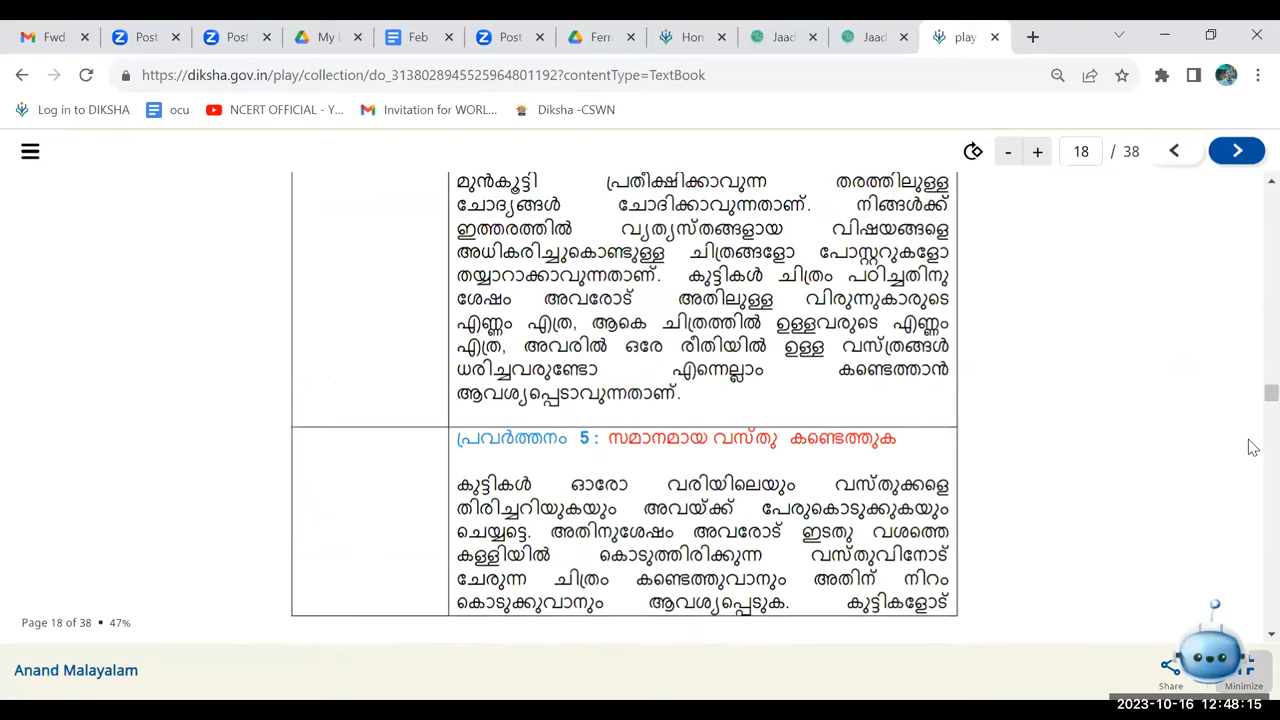 Fwd
Post
Post
My I
Feb
Post
Ferr
Hon
Jaad
Jaad
play
https://diksha.gov.in/play/collection/do_31380289455259648011​92?contentType=TextBook
Log in to DIKSHA
ocu
NCERT OFFICIAL - Y...
Invitation for WORL...
Diksha -CSWN
- + 18 / 38
മുൻകൂട്ടി പ്രതീക്ഷിക്കാവുന്ന തരത്തിലുള്ള
ചോദ്യങ്ങൾ ചോദിക്കാവുന്നതാണ്. നിങ്ങൾക്ക്
ഇത്തരത്തിൽ വ്യത്യസ്തങ്ങളായ വിഷയങ്ങളെ
അധികരിച്ചുകൊണ്ടുള്ള ചിത്രങ്ങളോ പോസ്റ്ററുകളോ
തയ്യാറാക്കാവുന്നതാണ്. കുട്ടികൾ ചിത്രം പഠിച്ചതിനു
ശേഷം അവരോട് അതിലുള്ള വിരുന്നുകാരുടെ
എണ്ണം എത്ര, ആകെ ചിത്രത്തിൽ ഉള്ളവരുടെ എണ്ണം
എത്ര, അവരിൽ ഒരേ രീതിയിൽ ഉള്ള വസ്ത്രങ്ങൾ
ധരിച്ചവരുണ്ടോ എന്നെല്ലാം കണ്ടെത്താൻ
ആവശ്യപ്പെടാവുന്നതാണ്.
പ്രവർത്തനം 5 : സമാനമായ വസ്തു കണ്ടെത്തുക
കുട്ടികൾ ഓരോ വരിയിലെയും വസ്തുക്കളെ
തിരിച്ചറിയുകയും അവയ്ക്ക് പേരുകൊടുക്കുകയും
ചെയ്യട്ടെ. അതിനുശേഷം അവരോട് ഇടതു വശത്തെ
കള്ളിയിൽ കൊടുത്തിരിക്കുന്ന വസ്തുവിനോട്
ചേരുന്ന ചിത്രം കണ്ടെത്തുവാനും അതിന് നിറം
കൊടുക്കുവാനും ആവശ്യപ്പെടുക. കുട്ടികളോട്
Page 18 of 38 • 47%
Anand Malayalam
Share
Minimize
2023-10-16 12:48:15